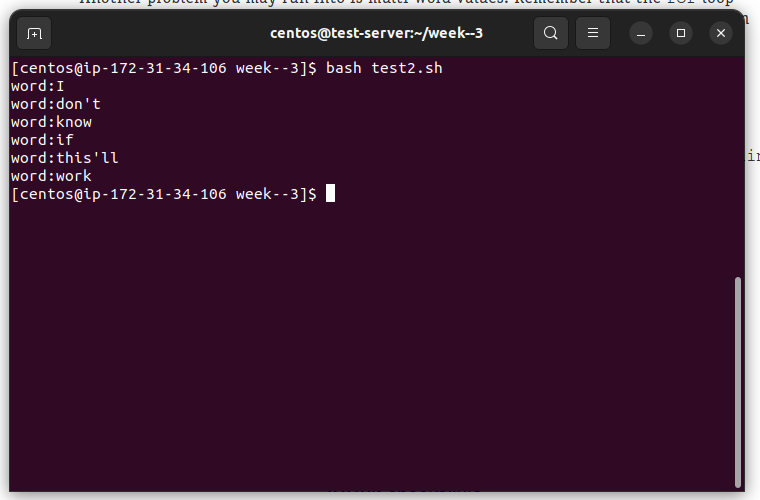 Another problem you may run into is multi-word values. Remember that the for loop
centos@test-server:~/week--3
[centos@ip-172-31-34-106 week--3]$ bash test2.sh
word:I
word:don't
word:know
word:if
word:this'll
word:work
[centos@ip-172-31-34-106 week--3]$